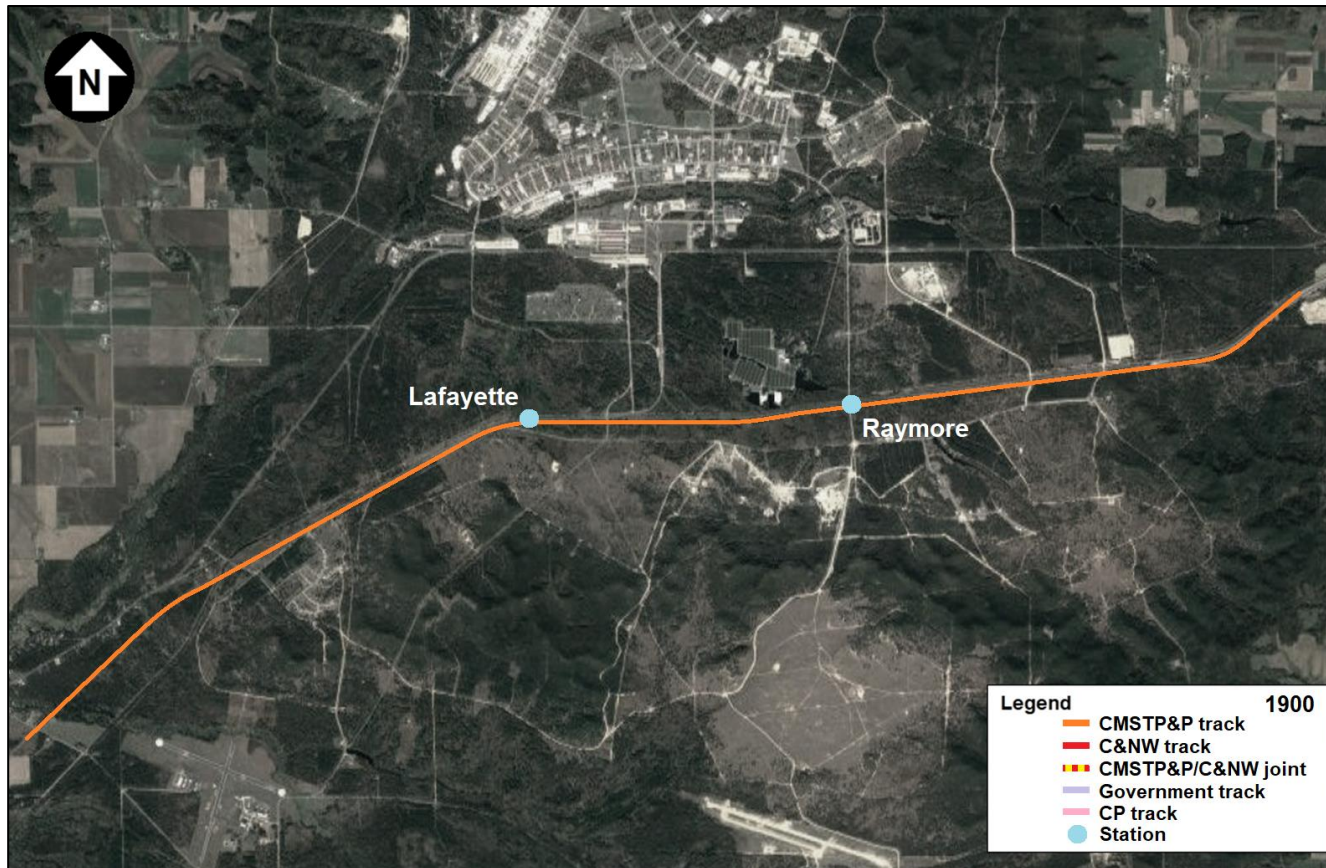 N
Lafayette
Raymore
Legend 1900
CMSTP&P track
C&NW track
CMSTP&P/C&NW joint
Government track
CP track
Station